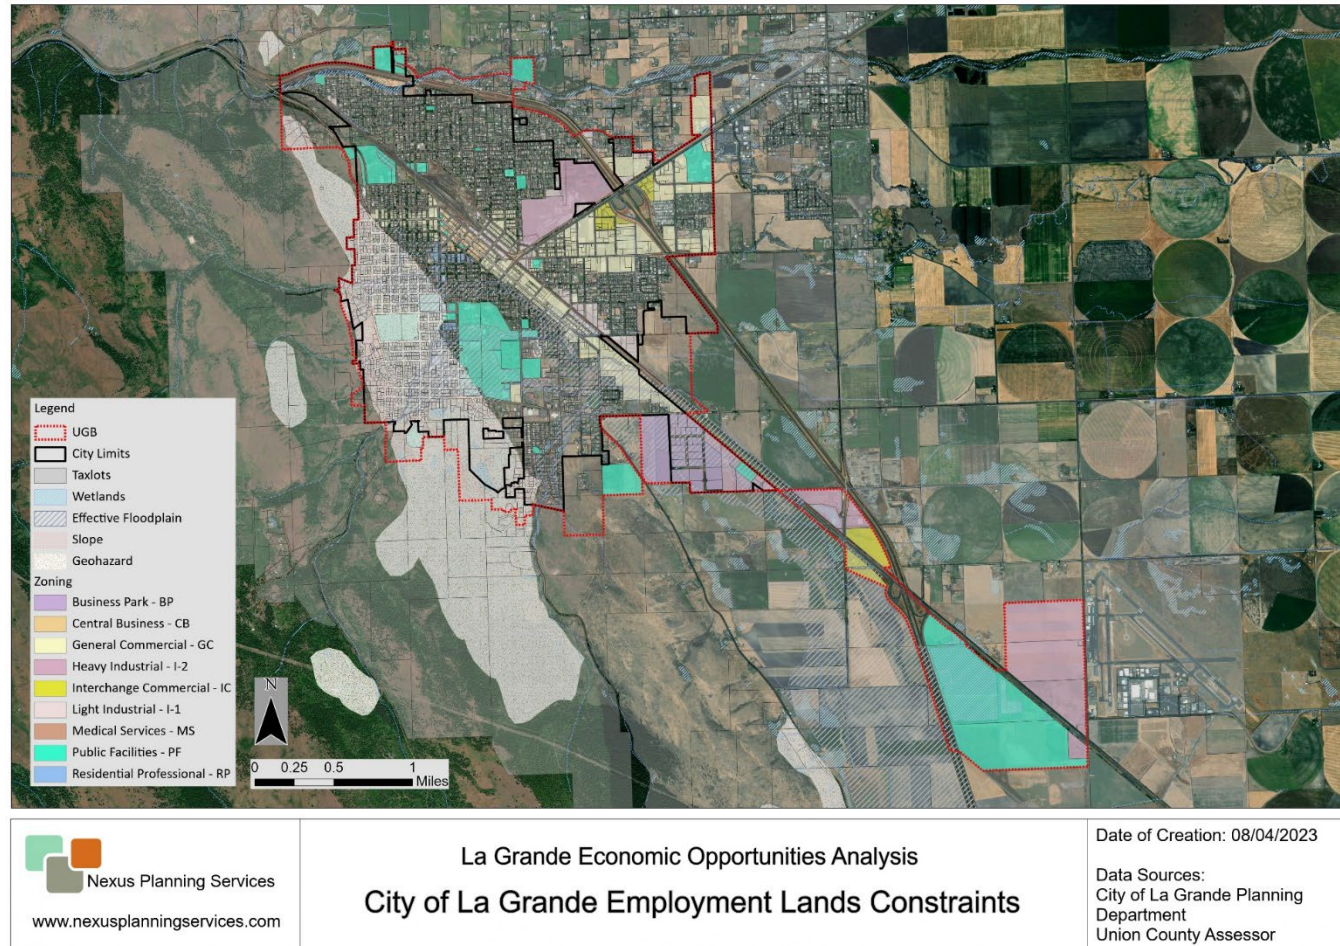 Legend
UGB
City Limits
Taxlots
Wetlands
Effective Floodplain
Slope
Geohazard
Zoning
Business Park - BP
Central Business - CB
General Commercial - GC
Heavy Industrial - I-2
Interchange Commercial - IC
Light Industrial - I-1
Medical Services - MS
Public Facilities - PF
Residential Professional - RP
N
0 0.25 0.5 1
Miles
Nexus Planning Services
www.nexusplanningservices.com
La Grande Economic Opportunities Analysis
City of La Grande Employment Lands Constraints
Date of Creation: 08/04/2023
Data Sources:
City of La Grande Planning
Department
Union County Assessor